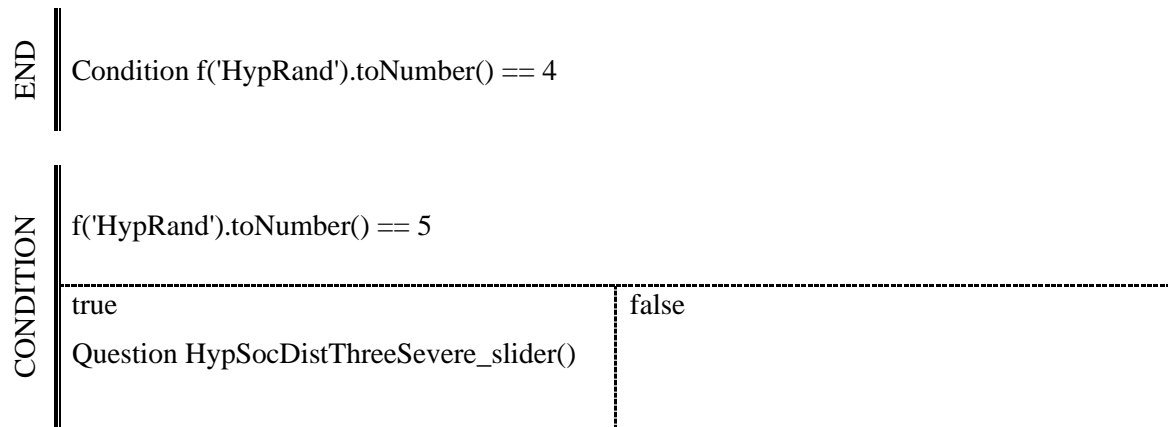 END
Condition f('HypRand').toNumber() == 4
CONDITION
f('HypRand').toNumber() == 5
true
Question HypSocDistThreeSevere_slider()
false